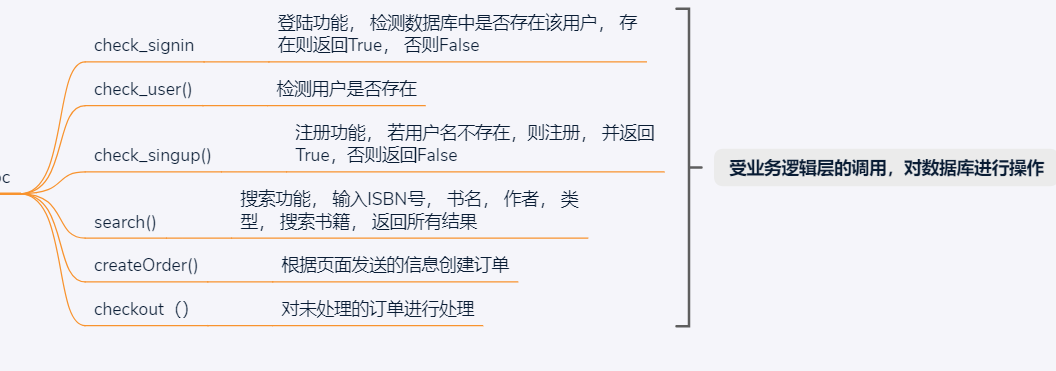 登陆功能， 检测数据库中是否存在该用户， 存
在则返回True， 否则False
check_signin
check_user()
检测用户是否存在
注册功能， 若用户名不存在，则注册， 并返回
True，否则返回False
check_singup()
受业务逻辑层的调用，对数据库进行操作
搜索功能， 输入ISBN号， 书名， 作者， 类
型， 搜索书籍， 返回所有结果
search()
createOrder()
根据页面发送的信息创建订单
checkout（）
对未处理的订单进行处理